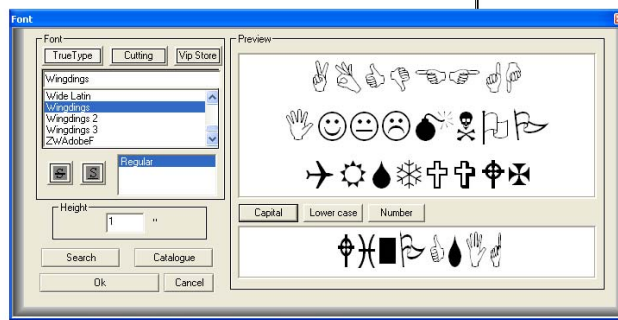 Font
Font
TrueType Cutting Vip Store
Wingdings
Wide Latin
Wingdings
Wingdings 2
Wingdings 3
ZWAdobeF
S S
Regular
Height
1 "
Search Catalogue
Ok Cancel
Preview
Capital Lower case Number